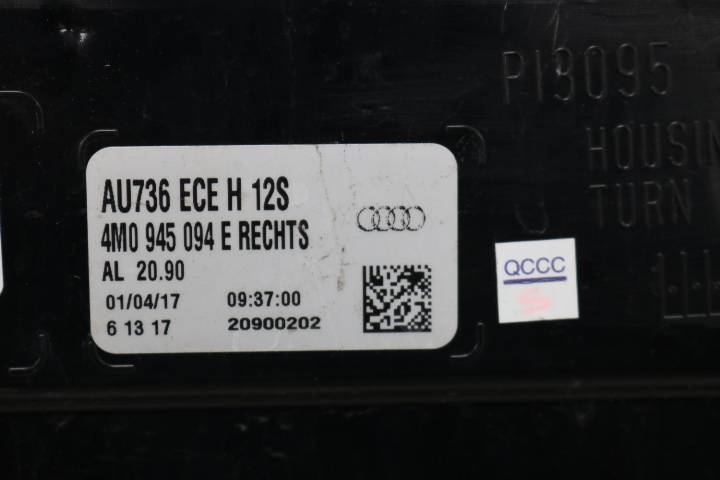 AU736 ECE H 12S
4M0 945 094 E RECHTS
AL 20.90
01/04/17 09:37:00
6 13 17 20900202
QCCC
S
PI3095
HOUSIN
TURN